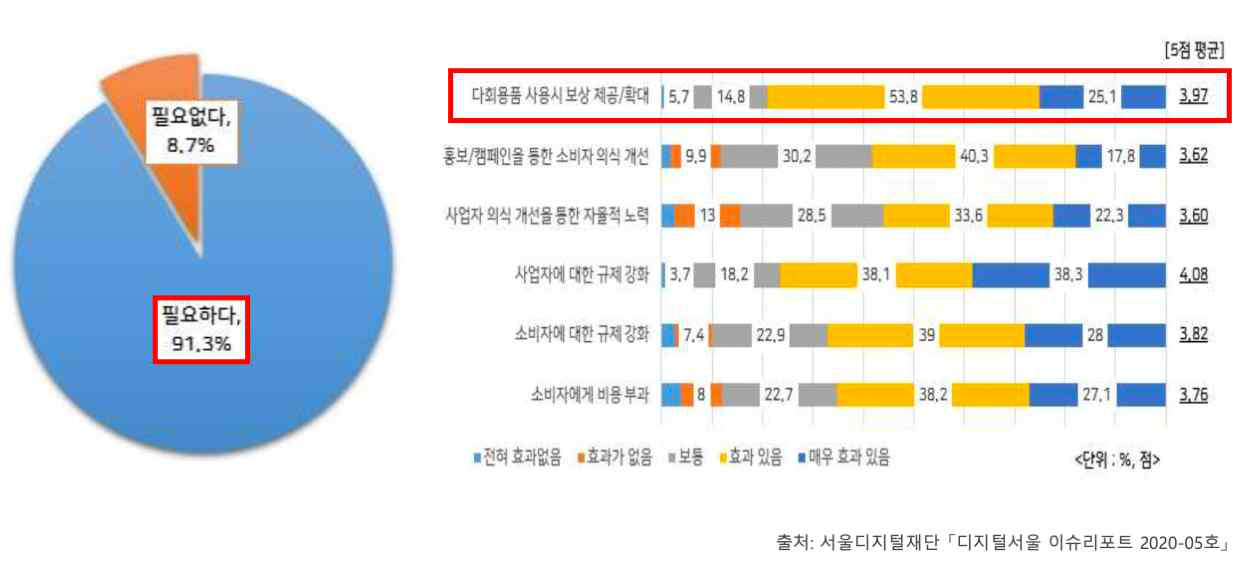 필요없다,
8.7%
필요하다,
91.3%
[5점 평균]
다회용품 사용시 보상 제공/확대 5.7 14.8 53.8 25.1 3.97
홍보/캠페인을 통한 소비자 의식 개선 9.9 30.2 40.3 17.8 3.62
사업자 의식 개선을 통한 자율적 노력 13 28.5 33.6 22.3 3.60
사업자에 대한 규제 강화 3.7 18.2 38.1 38.3 4.08
소비자에 대한 규제 강화 7.4 22.9 39 28 3.82
소비자에게 비용 부과 8 22.7 38.2 27.1 3.76
전혀 효과없음 효과가 없음 보통 효과 있음 매우 효과 있음 <단위 : %, 점>
출처: 서울디지털재단「디지털서울 이슈리포트 2020-05호」